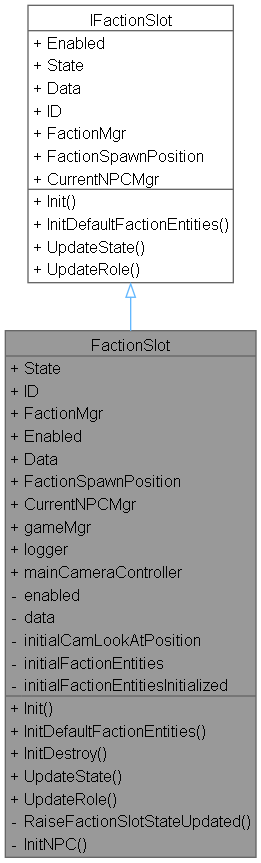 IFactionSlot
+ Enabled
+ State
+ Data
+ ID
+ FactionMgr
+ FactionSpawnPosition
+ CurrentNPCMgr
+ Init()
+ InitDefaultFactionEntities()
+ UpdateState()
+ UpdateRole()
FactionSlot
+ State
+ ID
+ FactionMgr
+ Enabled
+ Data
+ FactionSpawnPosition
+ CurrentNPCMgr
+ gameMgr
+ logger
+ mainCameraController
- enabled
- data
- initialCamLookAtPosition
- initialFactionEntities
- initialFactionEntitiesInitialized
+ Init()
+ InitDefaultFactionEntities()
+ InitDestroy()
+ UpdateState()
+ UpdateRole()
- RaiseFactionSlotStateUpdated()
- InitNPC()